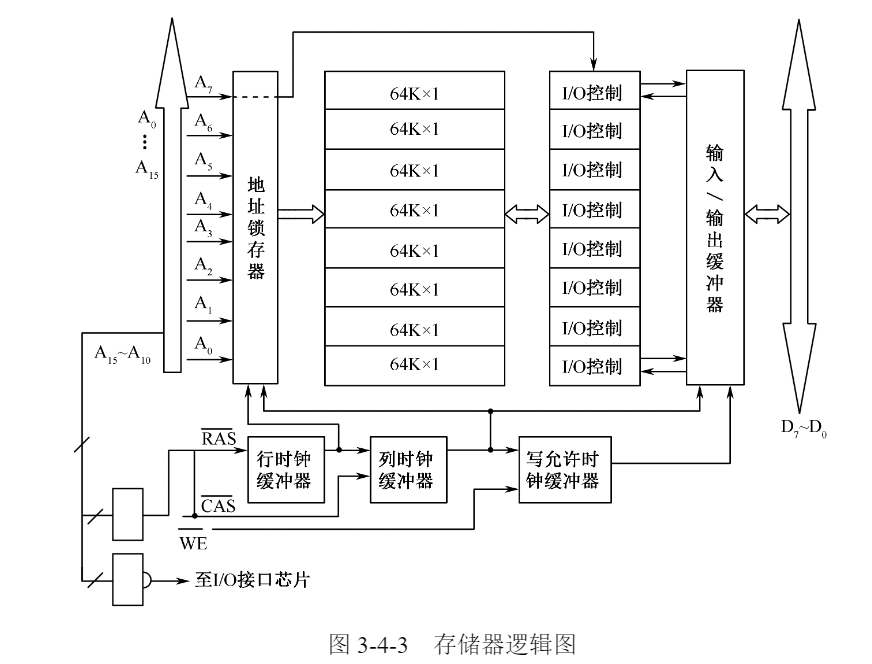 A₀
⋮
A₁₅
A₇
A₆
A₅
A₄
A₃
A₂
A₁
A₀
A₁₅~A₁₀
地址锁存器
64K×1
64K×1
64K×1
64K×1
64K×1
64K×1
64K×1
64K×1
I/O控制
I/O控制
I/O控制
I/O控制
I/O控制
I/O控制
I/O控制
I/O控制
输入/输出缓冲器
D₇~D₀
R̅A̅S̅
行时钟
缓冲器
列时钟
缓冲器
写允许时
钟缓冲器
C̅A̅S̅
W̅E̅
至I/O接口芯片
图 3-4-3 存储器逻辑图